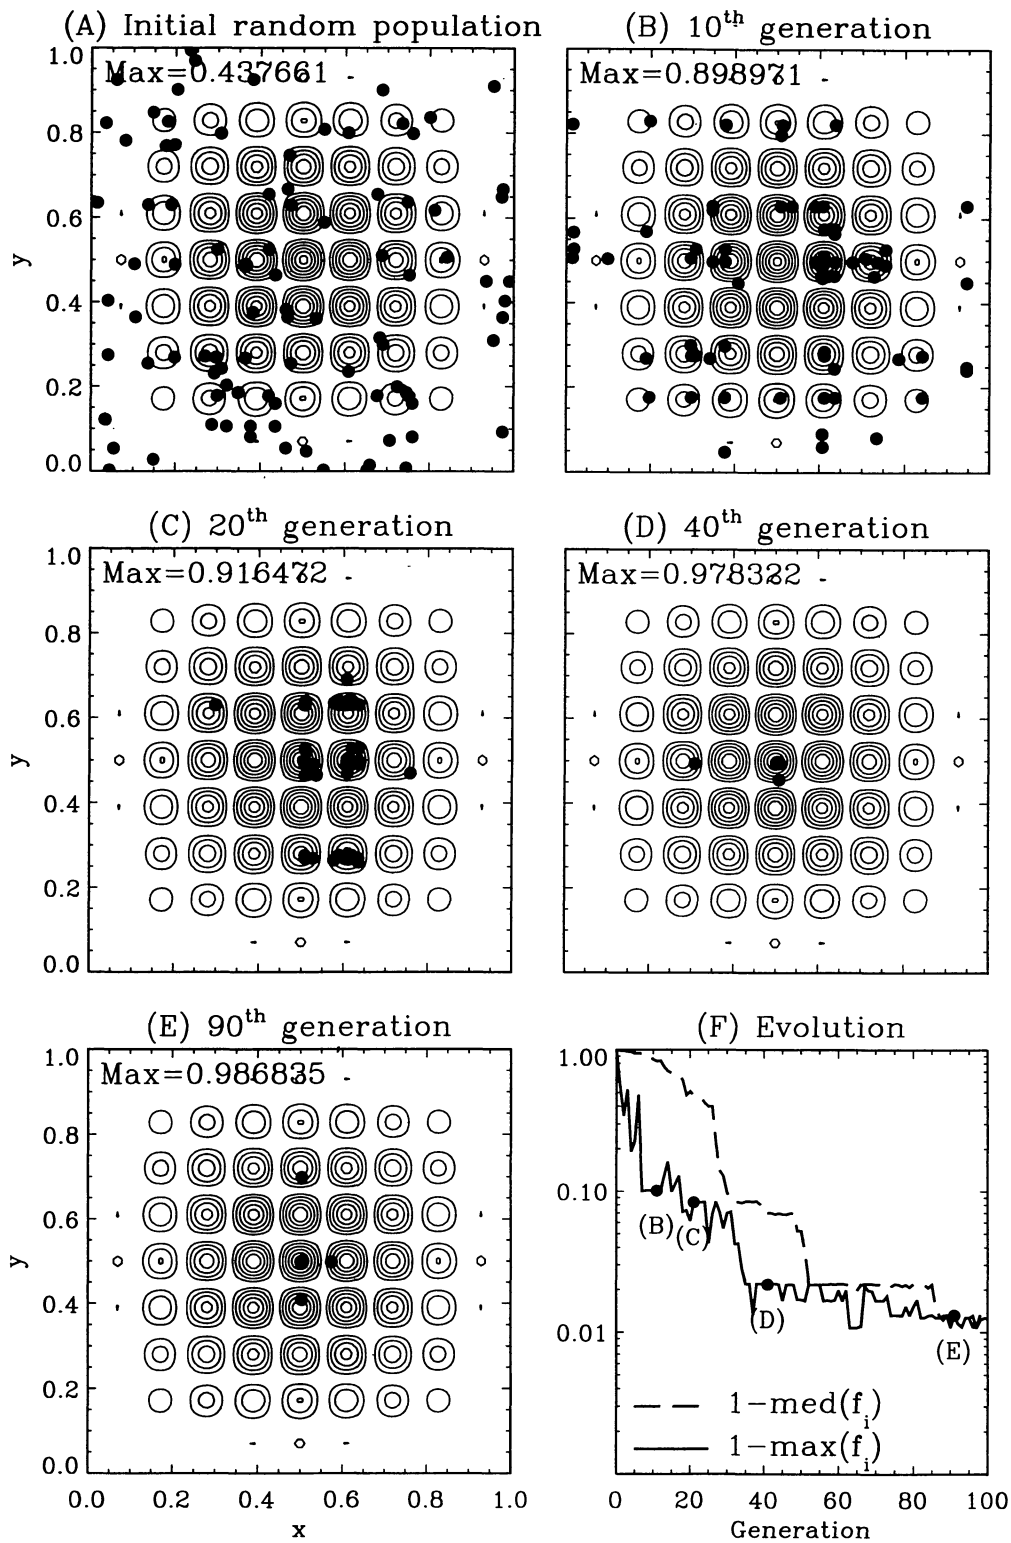 (A) Initial random population
(B) 10th generation
Max=0.437661
Max=0.898971
1.0
0.8
0.6
0.4
0.2
0.0
y
(C) 20th generation
(D) 40th generation
Max=0.916472
Max=0.978322
1.0
0.8
0.6
0.4
0.2
0.0
y
(E) 90th generation
(F) Evolution
Max=0.986835
1.0
0.8
0.6
0.4
0.2
0.0
y
0.0 0.2 0.4 0.6 0.8 1.0
x
1.00
0.10
0.01
(B)
(C)
(D)
(E)
1-med(fi)
1-max(fi)
0 20 40 60 80 100
Generation